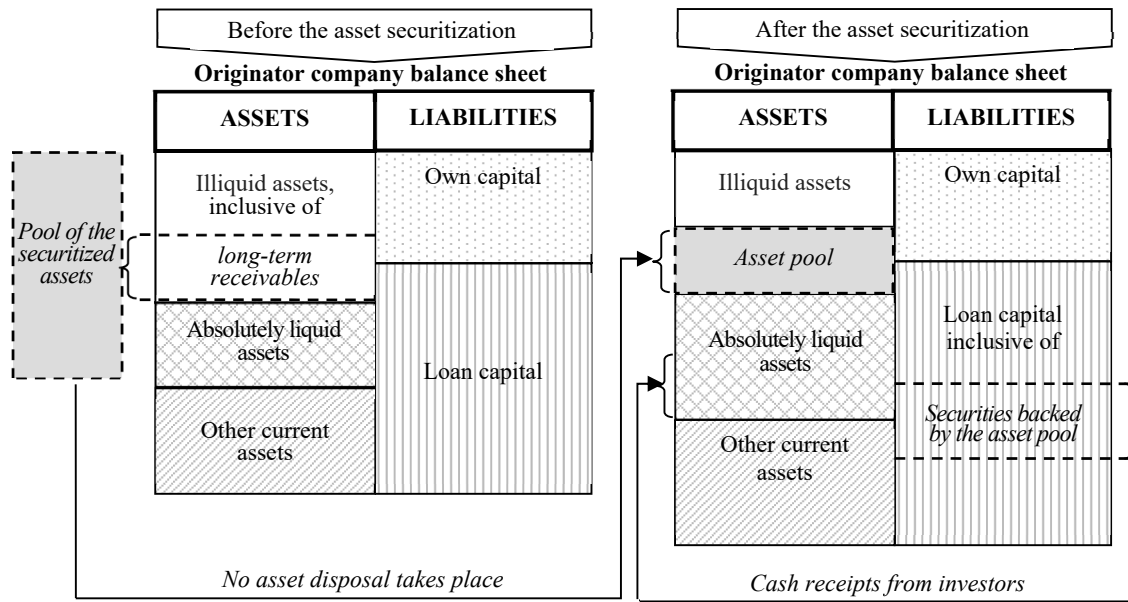 Before the asset securitization
Originator company balance sheet
ASSETS
LIABILITIES
Pool of the
securitized
assets
Illiquid assets,
inclusive of
long-term
receivables
Absolutely liquid
assets
Other current
assets
Own capital
Loan capital
After the asset securitization
Originator company balance sheet
ASSETS
LIABILITIES
Illiquid assets
Asset pool
Absolutely liquid
assets
Other current
assets
Own capital
Loan capital
inclusive of
Securities backed
by the asset pool
No asset disposal takes place
Cash receipts from investors